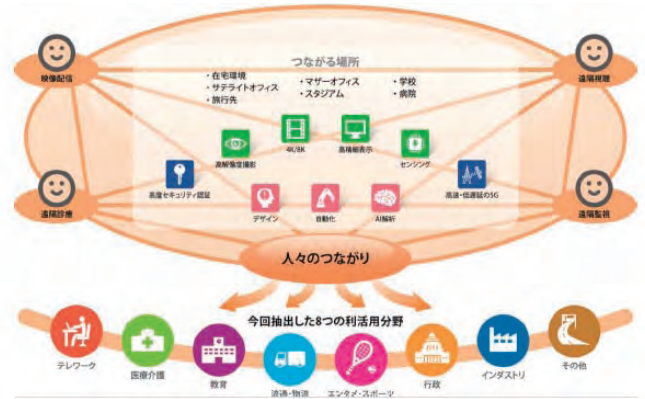 つながる場所
・在宅環境
・サテライトオフィス
・旅行先
・マザーオフィス
・スタジアム
・学校
・病院
映像配信
遠隔視聴
高解像度撮影
4K/8K
高精細表示
センシング
高度セキュリティ認証
デザイン
自動化
AI解析
高速・低遅延の5G
遠隔診療
遠隔監視
人々のつながり
今回抽出した8つの利活用分野
テレワーク
医療介護
教育
流通・物流
エンタメ・スポーツ
行政
インダストリ
その他